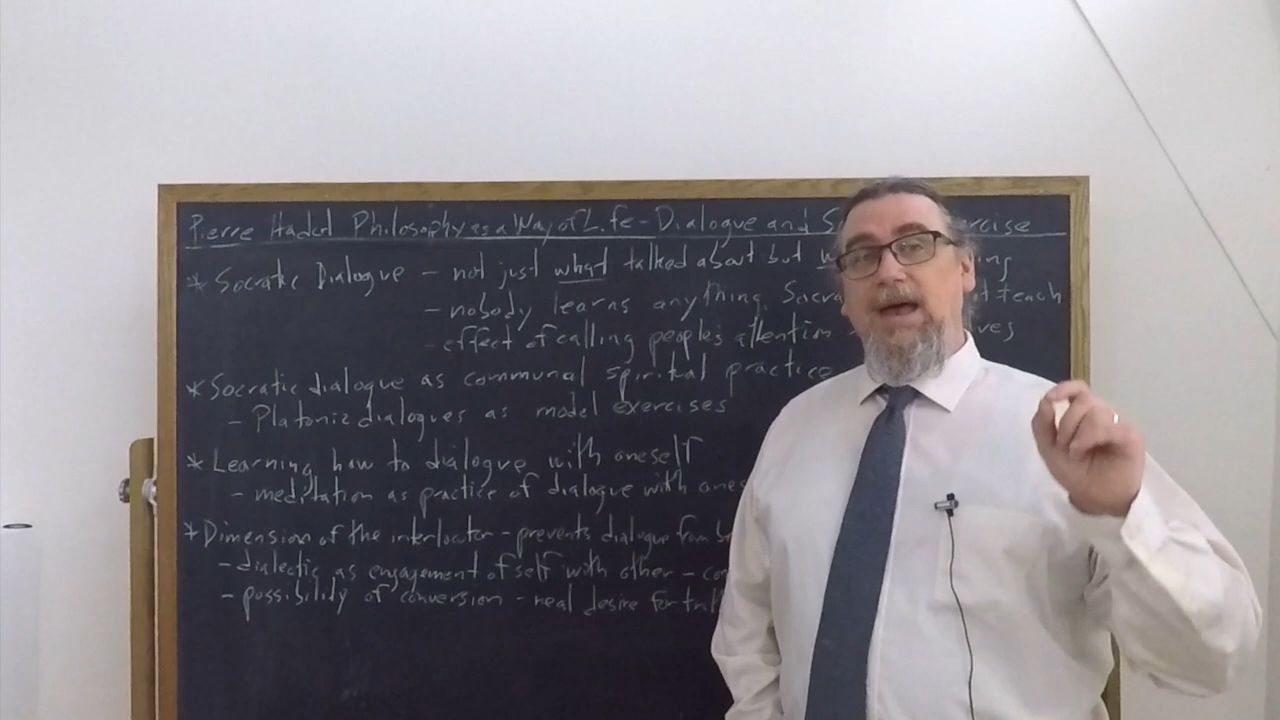 Pierre Hadot Philosophy as a Way of Life - Dialogue and S
* Socratic Dialogue - not just what talked about but
- nobody learns anything, teach
- effect of calling people's attention
* Socratic dialogue as communal spiritual practice
- Platonic dialogues as model exercises
* Learning how to dialogue with oneself
- meditation as practice of dialogue with
* Dimension of the interloctor - prevents dialogue from
- dialectic as engagement of self with other -
- possibility of conversion - real desire for